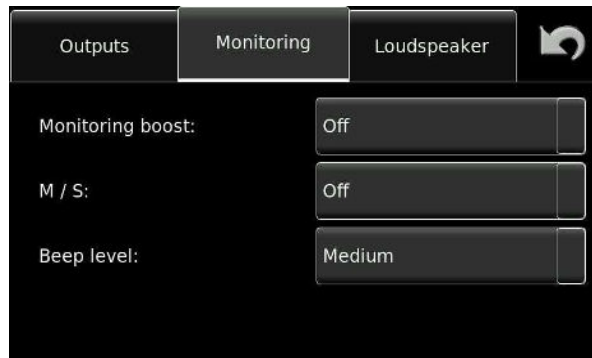 Outputs Monitoring Loudspeaker
Monitoring boost: Off
M / S: Off
Beep level: Medium